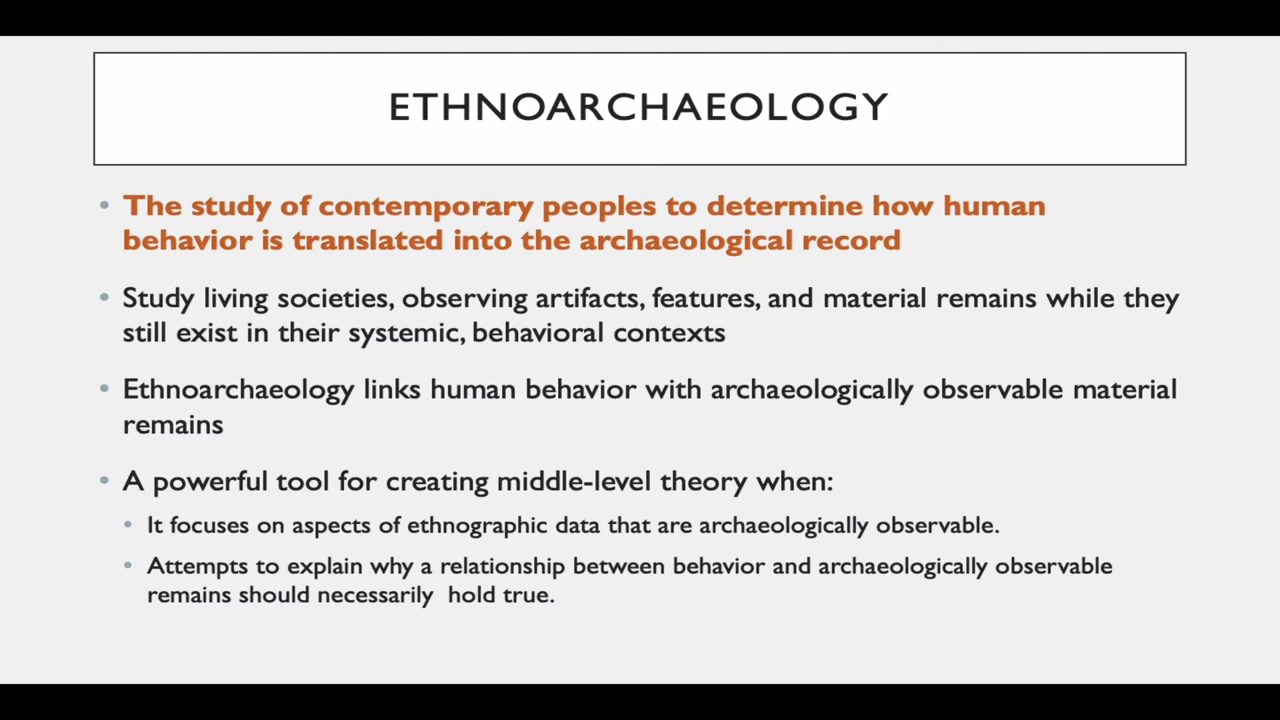 ETHNOARCHAEOLOGY
• The study of contemporary peoples to determine how human
behavior is translated into the archaeological record
• Study living societies, observing artifacts, features, and material remains while they
still exist in their systemic, behavioral contexts
• Ethnoarchaeology links human behavior with archaeologically observable material
remains
• A powerful tool for creating middle-level theory when:
• It focuses on aspects of ethnographic data that are archaeologically observable.
• Attempts to explain why a relationship between behavior and archaeologically observable
remains should necessarily  hold true.